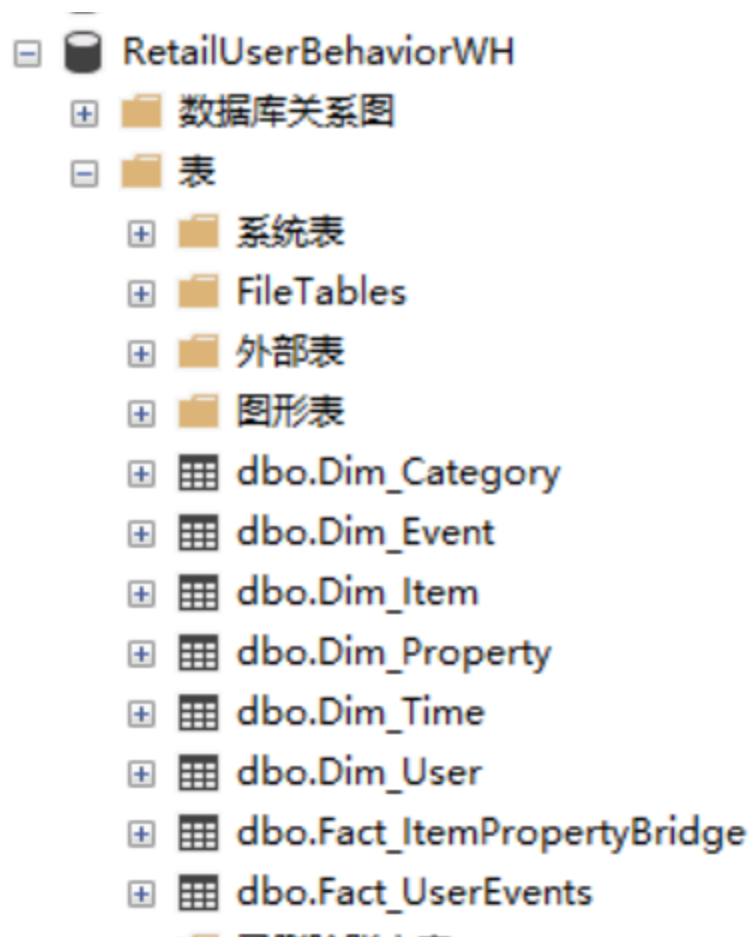 RetailUserBehaviorWH
数据库关系图
表
系统表
FileTables
外部表
图形表
dbo.Dim_Category
dbo.Dim_Event
dbo.Dim_Item
dbo.Dim_Property
dbo.Dim_Time
dbo.Dim_User
dbo.Fact_ItemPropertyBridge
dbo.Fact_UserEvents